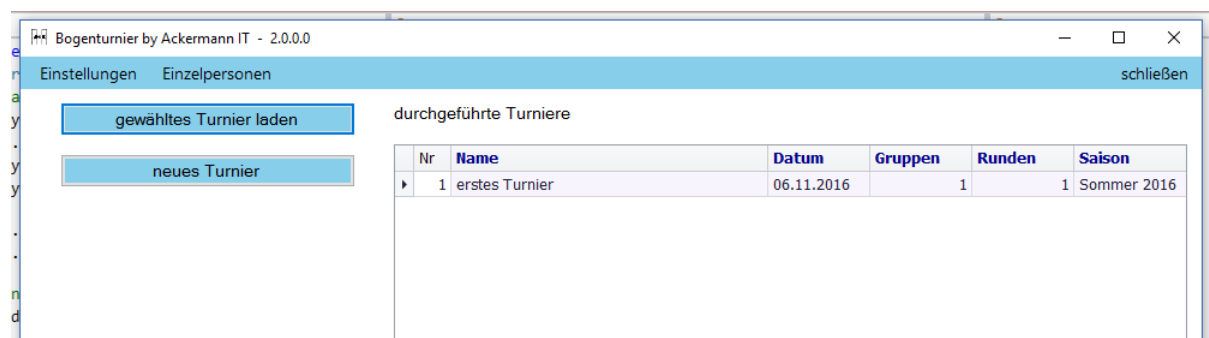 Bogenturnier by Ackermann IT - 2.0.0.0
Einstellungen Einzelpersonen schließen
gewähltes Turnier laden
neues Turnier
durchgeführte Turniere
Nr Name Datum Gruppen Runden Saison
1 erstes Turnier 06.11.2016 1 1 Sommer 2016